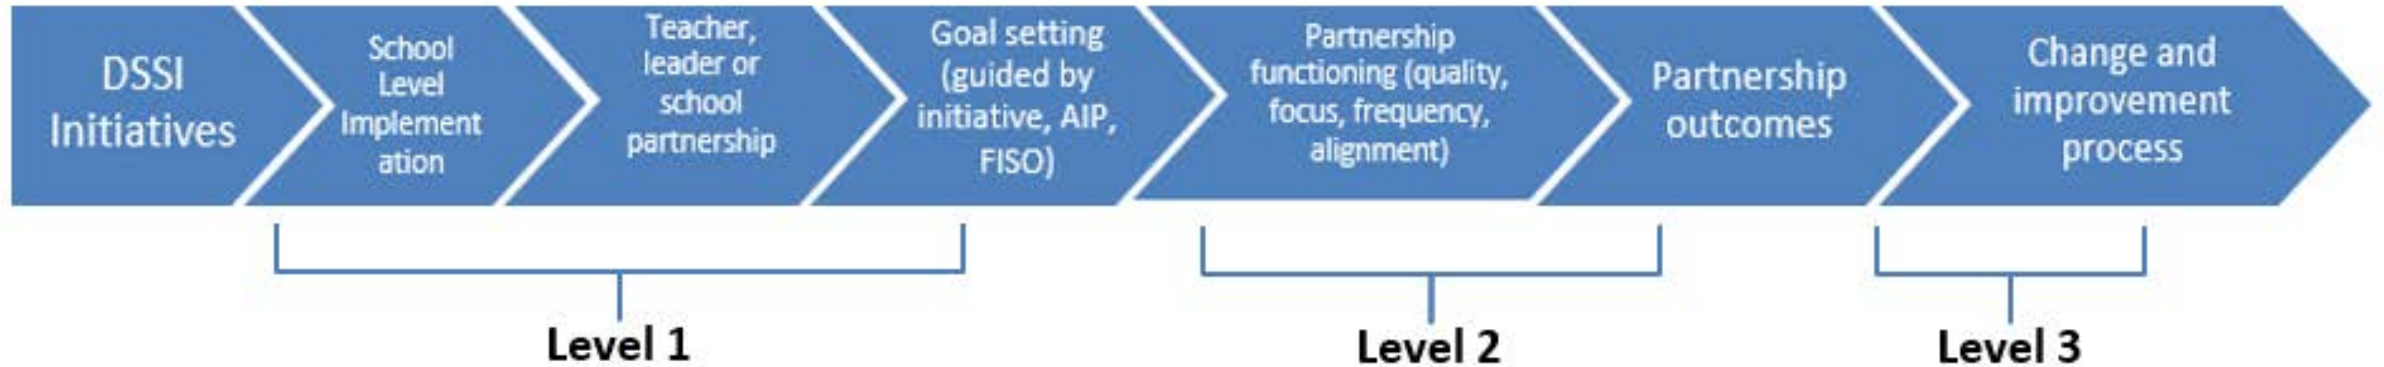 DSSI
Initiatives
School
Level
Implement
ation
Teacher,
leader or
school
partnership
Goal setting
(guided by
initiative, AIP,
FISO)
Partnership
functioning (quality,
focus, frequency,
alignment)
Partnership
outcomes
Change and
improvement
process
Level 1
Level 2
Level 3